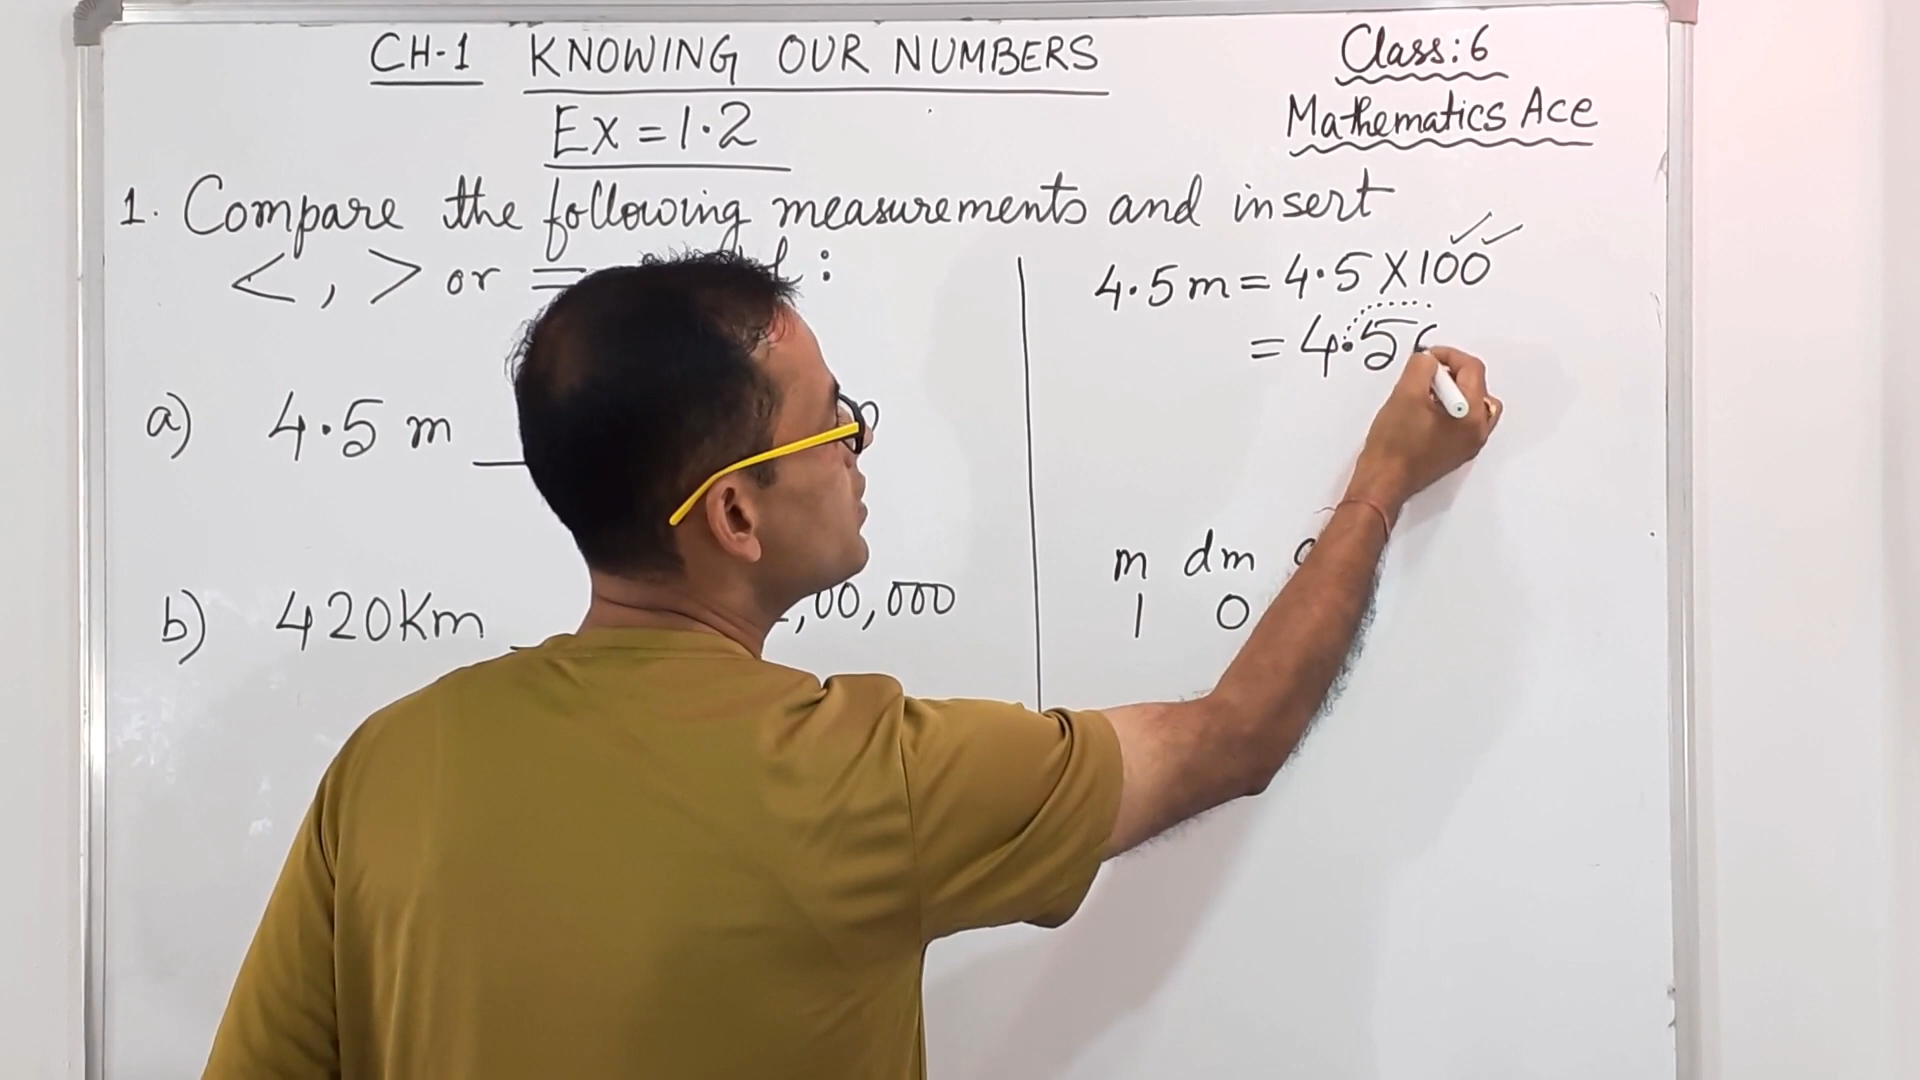 CH-1 KNOWING OUR NUMBERS
Class:6
Mathematics Ace
Ex = 1.2
1. Compare the following measurements and insert
<, > or = :
a) 4.5 m
b) 420Km ,00,000
4.5 m = 4.5 X 100
= 4.5
m dm
1 0